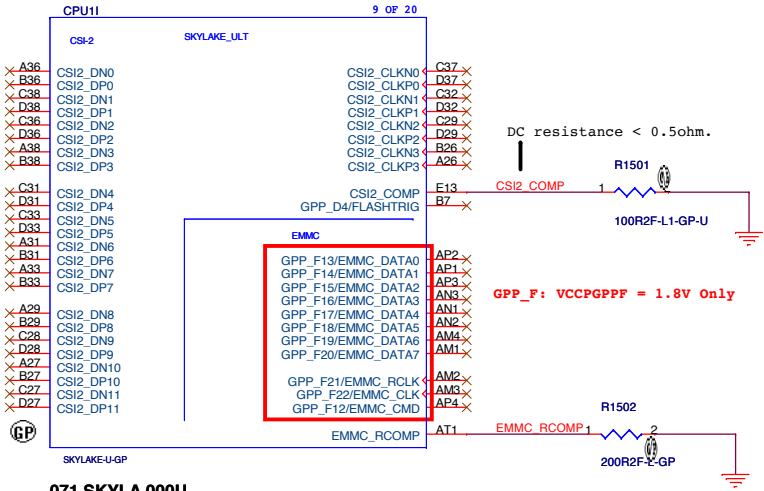 CPU1I 9 OF 20
CSI-2 SKYLAKE_ULT
A36 CSI2_DN0 CSI2_CLKN0 C37
B36 CSI2_DP0 CSI2_CLKP0 D37
C38 CSI2_DN1 CSI2_CLKN1 C32
D38 CSI2_DP1 CSI2_CLKP1 D32
C36 CSI2_DN2 CSI2_CLKN2 C29
D36 CSI2_DP2 CSI2_CLKP2 D29
A38 CSI2_DN3 CSI2_CLKN3 B26
B38 CSI2_DP3 CSI2_CLKP3 A26
DC resistance < 0.5ohm.
R1501
C31 CSI2_DN4 CSI2_COMP E13 CSI2_COMP 1
D31 CSI2_DP4 GPP_D4/FLASHTRIG B7
100R2F-L1-GP-U
C33 CSI2_DN5
D33 CSI2_DP5 EMMC
A31 CSI2_DN6
B31 CSI2_DP6 GPP_F13/EMMC_DATA0 AP2
A33 CSI2_DN7 GPP_F14/EMMC_DATA1 AP1
B33 CSI2_DP7 GPP_F15/EMMC_DATA2 AP3
GPP_F16/EMMC_DATA3 AN3
GPP_F: VCCPGPPF = 1.8V Only
A29 CSI2_DN8 GPP_F17/EMMC_DATA4 AN1
B29 CSI2_DP8 GPP_F18/EMMC_DATA5 AN2
C28 CSI2_DN9 GPP_F19/EMMC_DATA6 AM4
D28 CSI2_DP9 GPP_F20/EMMC_DATA7 AM1
A27 CSI2_DN10
B27 CSI2_DP10 GPP_F21/EMMC_RCLK AM2
C27 CSI2_DN11 GPP_F22/EMMC_CLK AM3
D27 CSI2_DP11 GPP_F12/EMMC_CMD AP4
R1502
GP EMMC_RCOMP AT1 EMMC_RCOMP 1 2
SKYLAKE-U-GP
200R2F-L-GP
071.SKYLA.000U